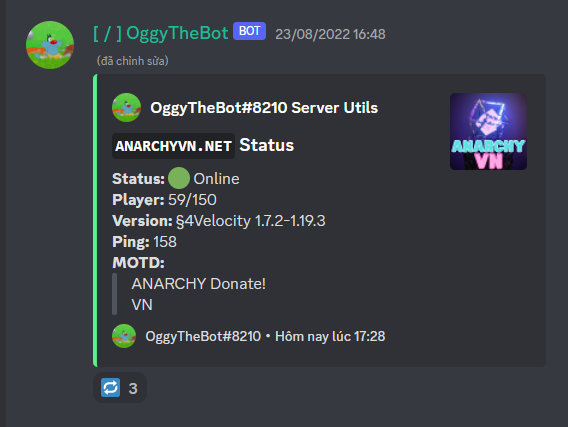 [ / ] OggyTheBot BOT 23/08/2022 16:48
(đã chỉnh sửa)
OggyTheBot#8210 Server Utils
ANARCHYVN.NET Status
ANARCHY
VN
Status: Online
Player: 59/150
Version: §4Velocity 1.7.2-1.19.3
Ping: 158
MOTD:
ANARCHY Donate!
VN
OggyTheBot#8210 • Hôm nay lúc 17:28
3